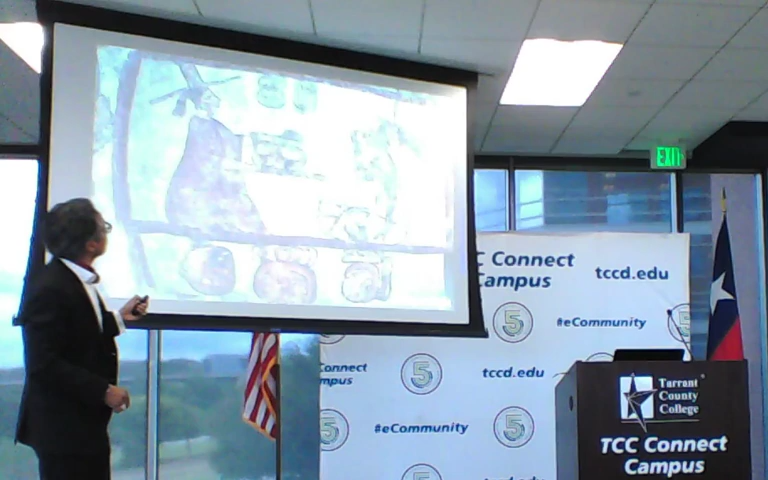 EXIT
C Connect
Campus
tccd.edu
5
#eCommunity
Connect
mpus
5
tccd.edu
5
#eCommunity
5
Tarrant
County
College
TCC Connect
Campus